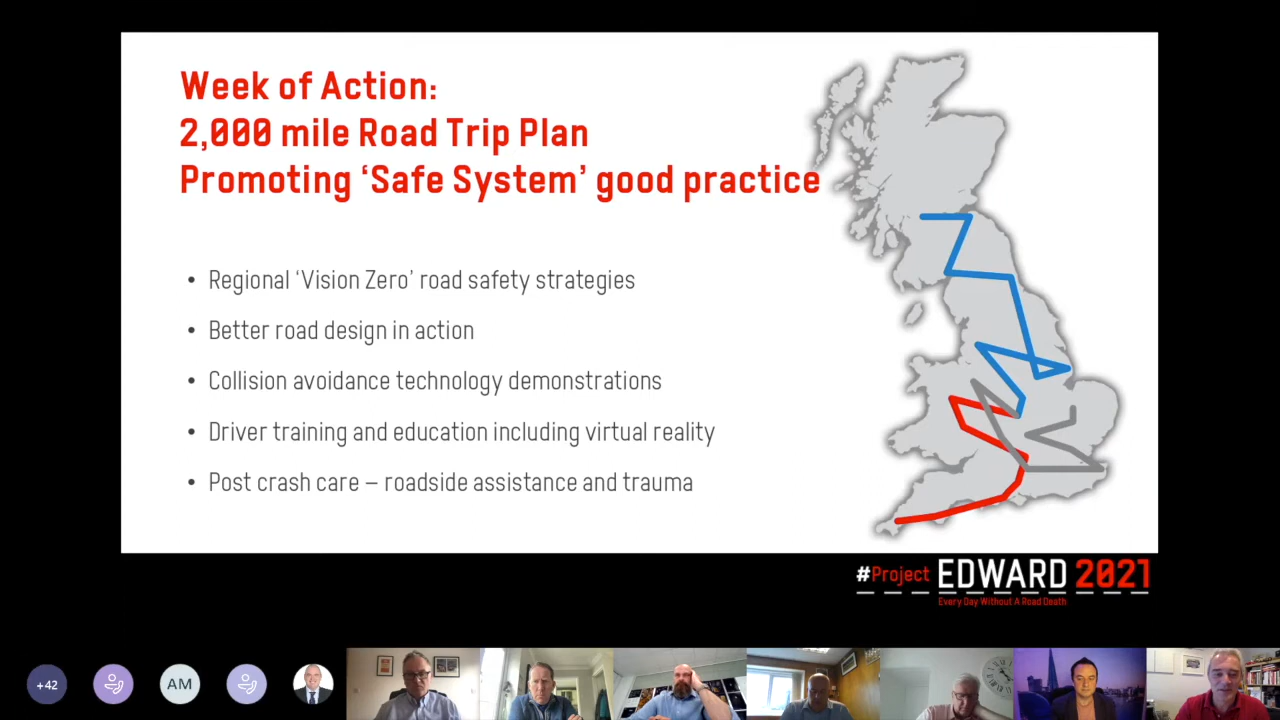 Week of Action:
2,000 mile Road Trip Plan
Promoting ‘Safe System’ good practice
• Regional ‘Vision Zero’ road safety strategies
• Better road design in action
• Collision avoidance technology demonstrations
• Driver training and education including virtual reality
• Post crash care – roadside assistance and trauma
#Project EDWARD 2021
Every Day Without A Road Death
+42
AM